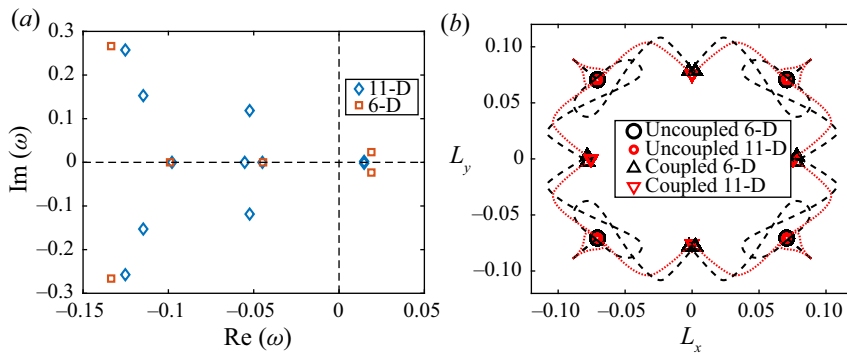 (a)
0.3
0.2
0.1
0
−0.1
−0.2
−0.3
Im (ω)
−0.15
−0.10
−0.05
0
0.05
Re (ω)
11-D
6-D
(b)
0.10
0.05
0
−0.05
−0.10
L_y
−0.10
−0.05
0
0.05
0.10
L_x
Uncoupled 6-D
Uncoupled 11-D
Coupled 6-D
Coupled 11-D